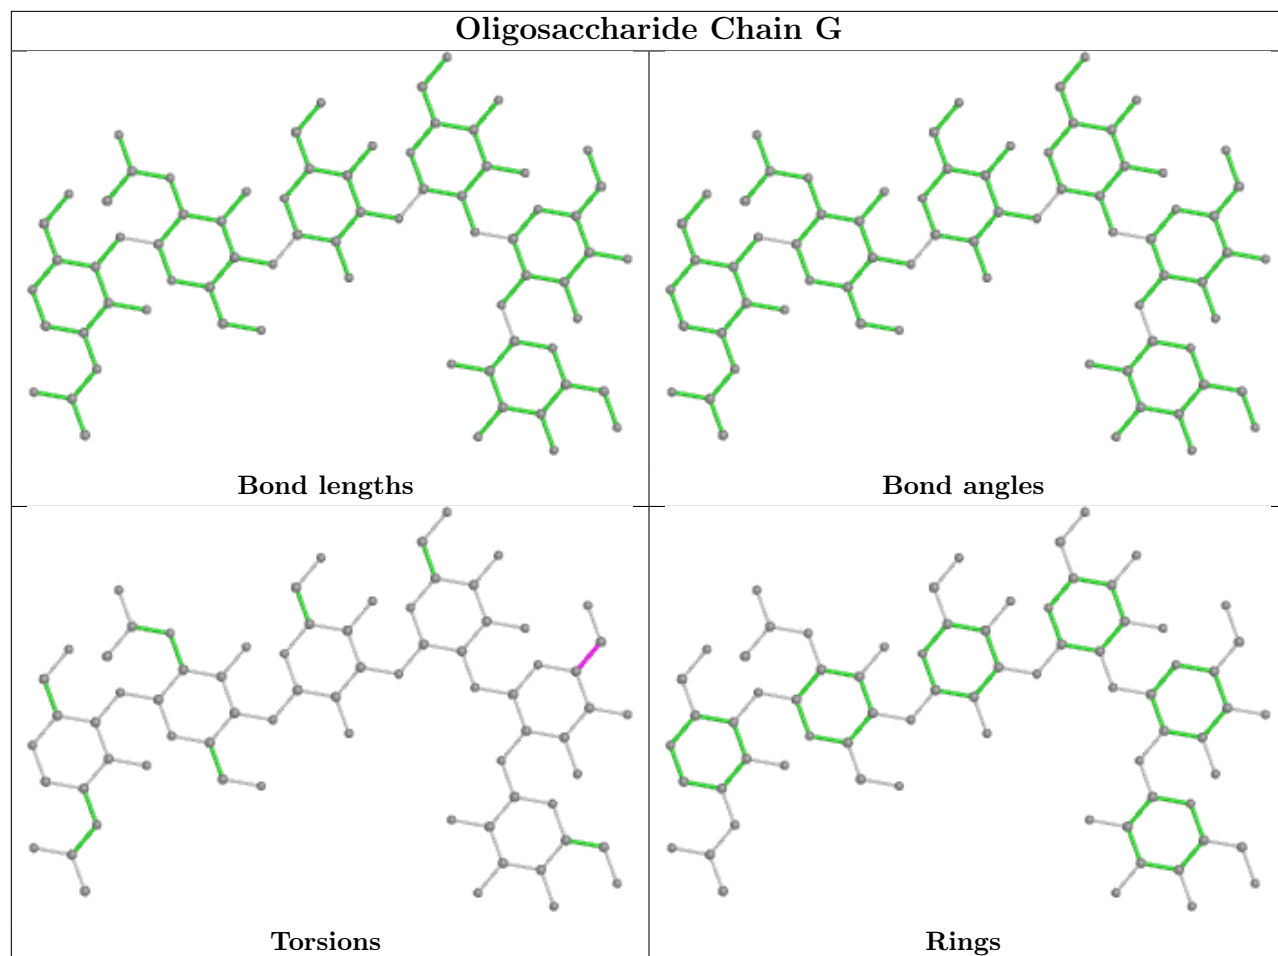 Oligosaccharide Chain G
Bond lengths
Bond angles
Torsions
Rings